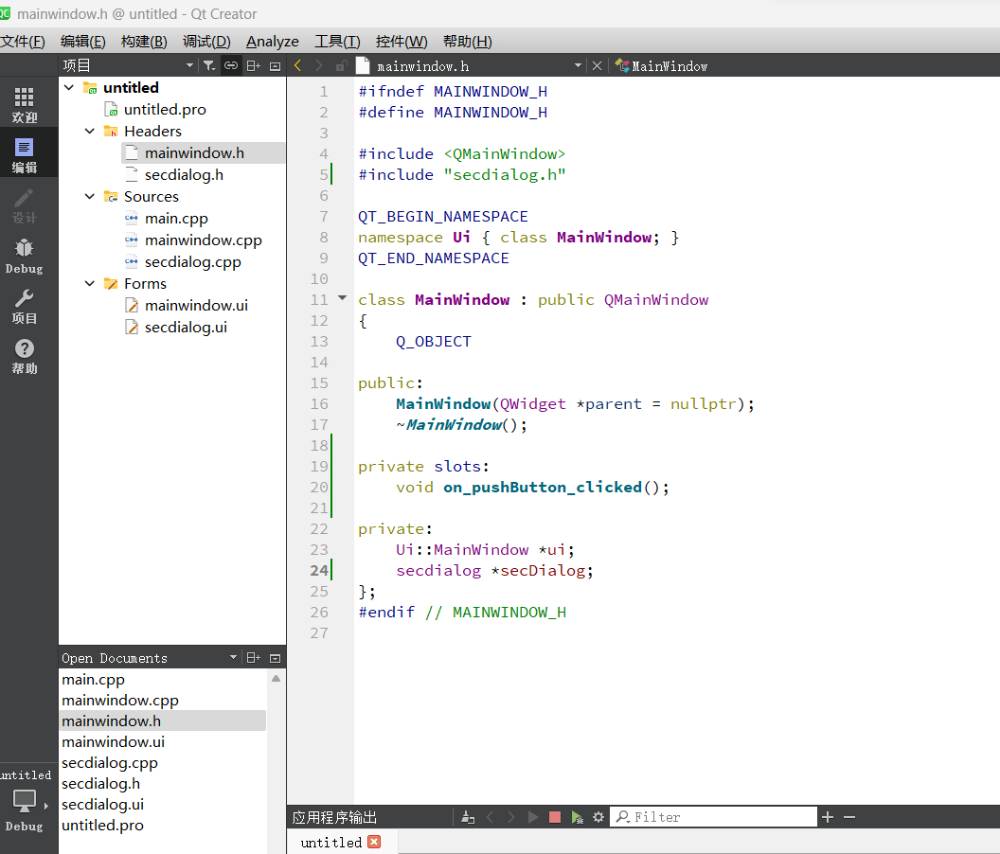 mainwindow.h @ untitled - Qt Creator
文件(F) 编辑(E) 构建(B) 调试(D) Analyze 工具(T) 控件(W) 帮助(H)
项目
mainwindow.h
MainWindow
欢迎
编辑
设计
Debug
项目
帮助
untitled
Debug
untitled
untitled.pro
Headers
mainwindow.h
secdialog.h
Sources
main.cpp
mainwindow.cpp
secdialog.cpp
Forms
mainwindow.ui
secdialog.ui
Open Documents
main.cpp
mainwindow.cpp
mainwindow.h
mainwindow.ui
secdialog.cpp
secdialog.h
secdialog.ui
untitled.pro
1 #ifndef MAINWINDOW_H
2 #define MAINWINDOW_H
3
4 #include <QMainWindow>
5 #include "secdialog.h"
6
7 QT_BEGIN_NAMESPACE
8 namespace Ui { class MainWindow; }
9 QT_END_NAMESPACE
10
11 class MainWindow : public QMainWindow
12 {
13     Q_OBJECT
14
15 public:
16     MainWindow(QWidget *parent = nullptr);
17     ~MainWindow();
18
19 private slots:
20     void on_pushButton_clicked();
21
22 private:
23     Ui::MainWindow *ui;
24     secdialog *secDialog;
25 };
26 #endif // MAINWINDOW_H
27
应用程序输出
Filter
untitled